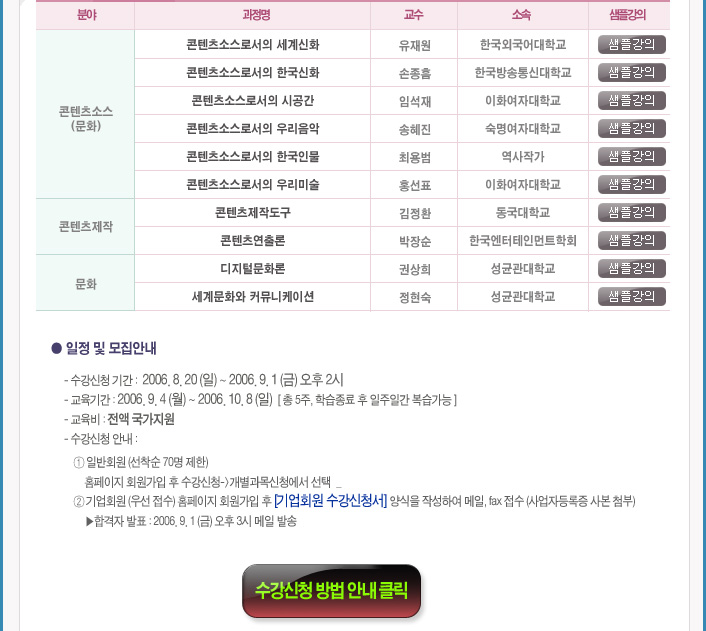 분야 과정명 교수 소속 샘플강의
콘텐츠소스로서의 세계신화 유재원 한국외국어대학교 샘플강의
콘텐츠소스로서의 한국신화 손종흠 한국방송통신대학교 샘플강의
콘텐츠소스로서의 시공간 임석재 이화여자대학교 샘플강의
콘텐츠소스
(문화)
콘텐츠소스로서의 우리음악 송혜진 숙명여자대학교 샘플강의
콘텐츠소스로서의 한국인물 최용범 역사작가 샘플강의
콘텐츠소스로서의 우리미술 홍선표 이화여자대학교 샘플강의
콘텐츠제작
콘텐츠제작도구 김정환 동국대학교 샘플강의
콘텐츠연출론 박장순 한국엔터테인먼트학회 샘플강의
문화
디지털문화론 권상희 성균관대학교 샘플강의
세계문화와 커뮤니케이션 정현숙 성균관대학교 샘플강의
● 일정 및 모집안내
- 수강신청 기간 : 2006. 8. 20 (일) ~ 2006. 9. 1 (금) 오후 2시
- 교육기간 : 2006. 9. 4 (월) ~ 2006. 10. 8 (일) [ 총 5주, 학습종료 후 일주일간 복습가능 ]
- 교육비 : 전액 국가지원
- 수강신청 안내 :
① 일반회원 (선착순 70명 제한)
홈페이지 회원가입 후 수강신청->개별과목신청에서 선택 _
② 기업회원 (우선 접수) 홈페이지 회원가입 후 [기업회원 수강신청서] 양식을 작성하여 메일, fax 접수 (사업자등록증 사본 첨부)
▶합격자 발표 : 2006. 9. 1 (금) 오후 3시 메일 발송
수강신청 방법 안내 클릭